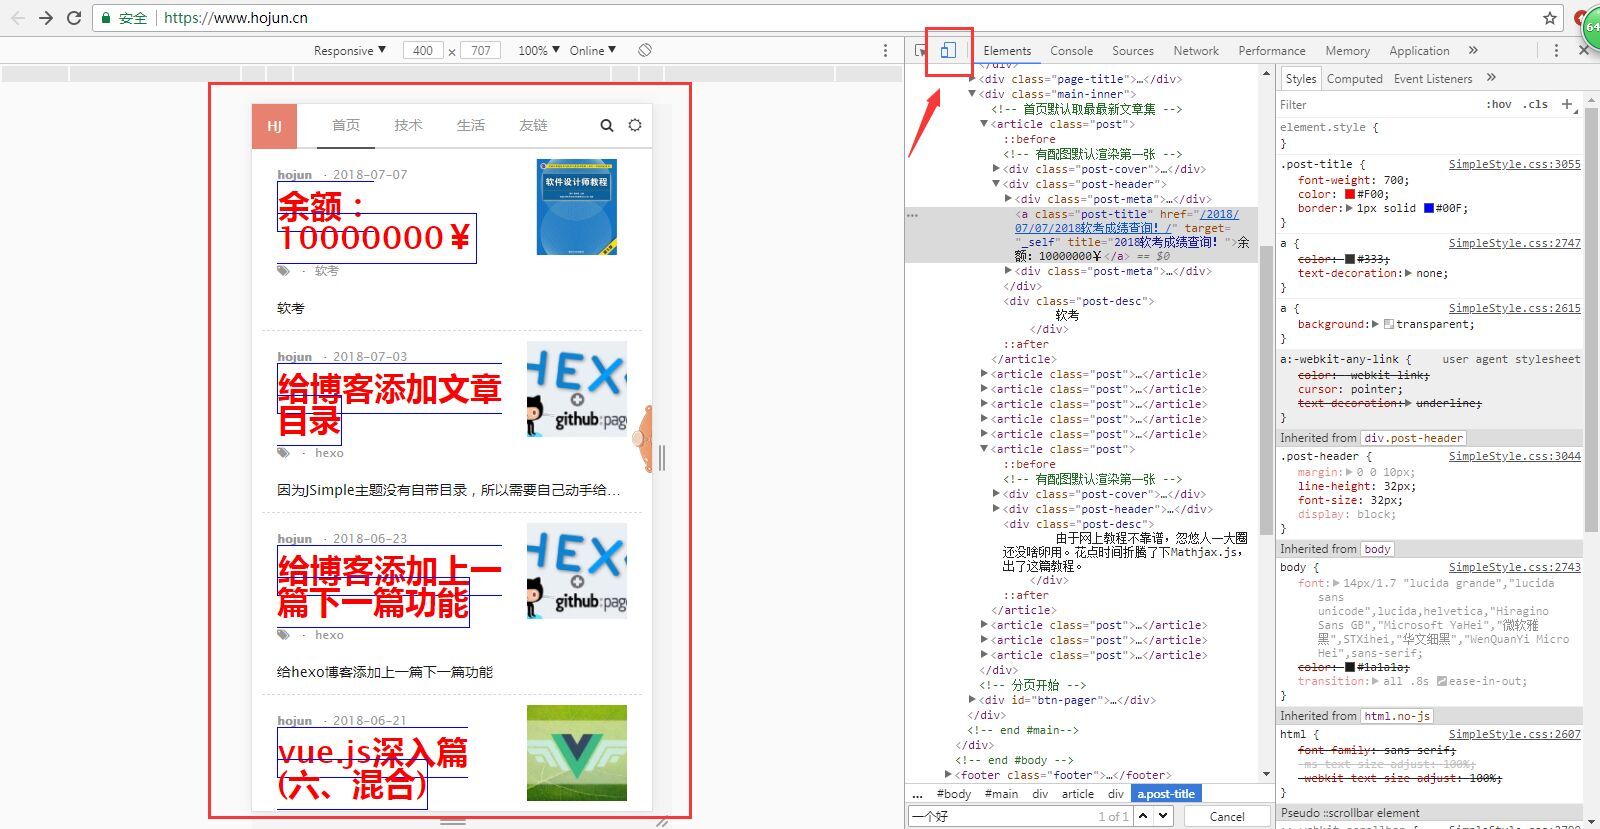 安全 | https://www.hojun.cn
64
Responsive ▼ 400 × 707 100% ▼ Online ▼
Elements Console Sources Network Performance Memory Application »
HJ 首页 技术 生活 友链
hojun · 2018-07-07
软件设计师教程
余额：
10000000￥
· 软考
软考
hojun · 2018-07-03
给博客添加文章
目录
HEX
github:pag
· hexo
因为JSimple主题没有自带目录，所以需要自己动手给...
hojun · 2018-06-23
给博客添加上一
篇下一篇功能
HEX
github:pag
· hexo
给hexo博客添加上一篇下一篇功能
hojun · 2018-06-21
vue.js深入篇
(六、混合)
</div>
▶<div class="page-title">…</div>
▼<div class="main-inner">
<!-- 首页默认取最最新文章集 -->
▼<article class="post">
::before
<!-- 有配图默认渲染第一张 -->
▶<div class="post-cover">…</div>
▼<div class="post-header">
▶<div class="post-meta">…</div>
… <a class="post-title" href="/2018/
07/07/2018软考成绩查询！/" target=
"_self" title="2018软考成绩查询！ ">余
额：10000000￥</a> == $0
▶<div class="post-meta">…</div>
</div>
<div class="post-desc">
软考
</div>
::after
</article>
▶<article class="post">…</article>
▶<article class="post">…</article>
▶<article class="post">…</article>
▶<article class="post">…</article>
▶<article class="post">…</article>
▼<article class="post">
::before
<!-- 有配图默认渲染第一张 -->
▶<div class="post-cover">…</div>
▶<div class="post-header">…</div>
<div class="post-desc">
由于网上教程不靠谱，忽悠人一大圈
还没啥卵用。花点时间折腾了下Mathjax.js，
出了这篇教程。
</div>
::after
</article>
▶<article class="post">…</article>
▶<article class="post">…</article>
▶<article class="post">…</article>
</div>
<!-- 分页开始 -->
▶<div id="btn-pager">…</div>
</div>
<!-- end #main-->
</div>
<!-- end #body -->
▶<footer class="footer">…</footer>
... #body #main div article div a.post-title
一个好 1 of 1 Cancel
Styles Computed Event Listeners »
Filter :hov .cls +
element.style {
}
.post-title { SimpleStyle.css:3055
font-weight: 700;
color: #F00;
border:▶1px solid #00F;
}
a { SimpleStyle.css:2747
color: #333;
text-decoration:▶none;
}
a { SimpleStyle.css:2615
background:▶transparent;
}
a:-webkit-any-link { user agent stylesheet
color: -webkit-link;
cursor: pointer;
text-decoration:▶underline;
}
Inherited from div.post-header
.post-header { SimpleStyle.css:3044
margin:▶0 0 10px;
line-height: 32px;
font-size: 32px;
display: block;
}
Inherited from body
body { SimpleStyle.css:2743
font:▶14px/1.7 "lucida grande","lucida
sans
unicode",lucida,helvetica,"Hiragino
Sans GB","Microsoft YaHei","微软雅
黑",STXihei,"华文细黑","WenQuanYi Micro
Hei",sans-serif;
color: #1a1a1a;
transition:▶all .8s ease-in-out;
}
Inherited from html.no-js
html { SimpleStyle.css:2607
font-family: sans-serif;
-ms-text-size-adjust: 100%;
-webkit-text-size-adjust: 100%;
}
Pseudo ::scrollbar element